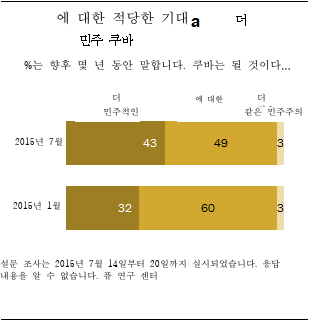 에 대한 적당한 기대 a 더
민주 쿠바
%는 향후 몇 년 동안 말합니다. 쿠바는 될 것이다...
더 에 대한 더
민주적인 같은 민주주의
2015년 7월 43 49 3
2015년 1월 32 60 3
설문 조사는 2015년 7월 14일부터 20일까지 실시되었습니다. 응답
내용을 알 수 없습니다. 퓨 연구 센터